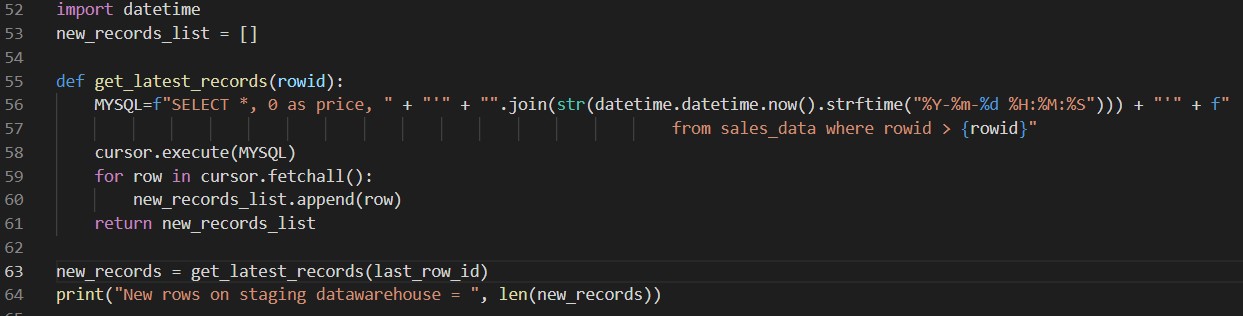 52 import datetime
53 new_records_list = []
54
55 def get_latest_records(rowid):
56     MYSQL=f"SELECT *, 0 as price, " + "'" + "".join(str(datetime.datetime.now().strftime("%Y-%m-%d %H:%M:%S"))) + "'" + f"
57                                                                 from sales_data where rowid > {rowid}"
58     cursor.execute(MYSQL)
59     for row in cursor.fetchall():
60         new_records_list.append(row)
61     return new_records_list
62
63 new_records = get_latest_records(last_row_id)
64 print("New rows on staging datawarehouse = ", len(new_records))